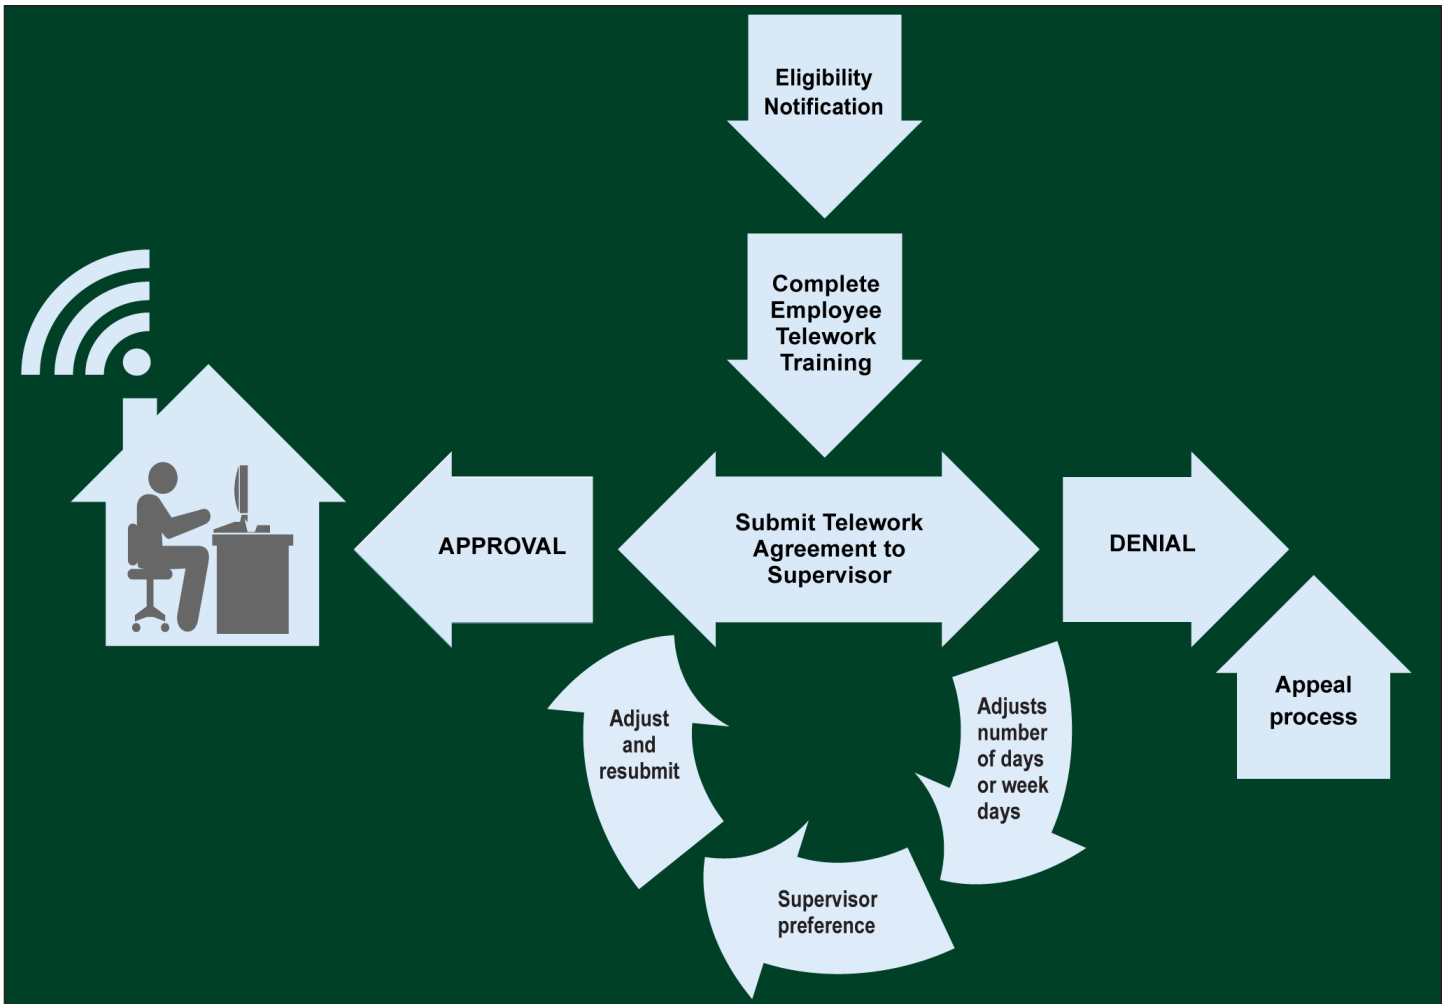 Eligibility
Notification
Complete
Employee
Telework
Training
APPROVAL
Submit Telework
Agreement to
Supervisor
DENIAL
Appeal
process
Adjusts
number
of days
or week
days
Supervisor
preference
Adjust
and
resubmit